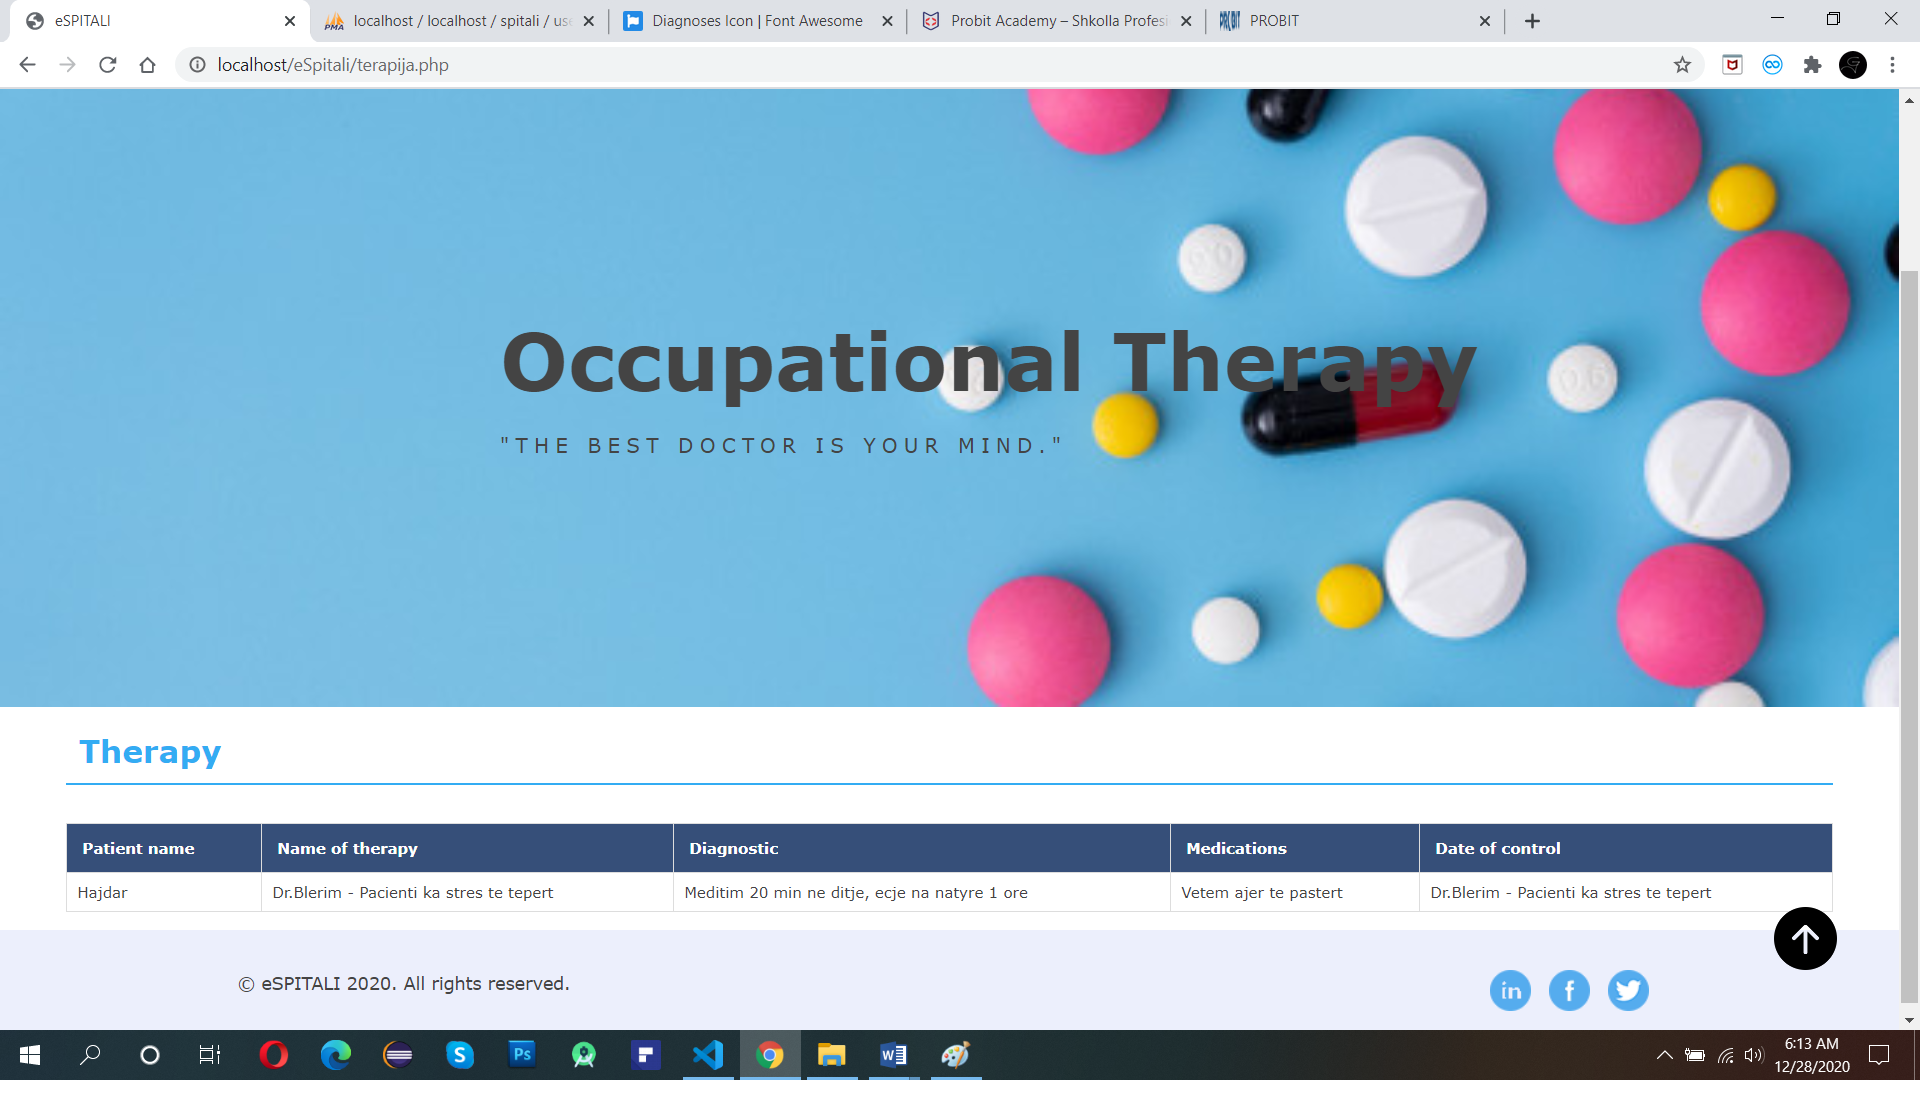 eSPITALI
localhost / localhost / spitali / use
Diagnoses Icon | Font Awesome
Probit Academy – Shkolla Profesi
PROBIT
localhost/eSpitali/terapija.php
Occupational Therapy
"THE BEST DOCTOR IS YOUR MIND."
Therapy
Patient name Name of therapy Diagnostic Medications Date of control
Hajdar Dr.Blerim - Pacienti ka stres te tepert Meditim 20 min ne ditje, ecje na natyre 1 ore Vetem ajer te pastert Dr.Blerim - Pacienti ka stres te tepert
© eSPITALI 2020. All rights reserved.
6:13 AM
12/28/2020